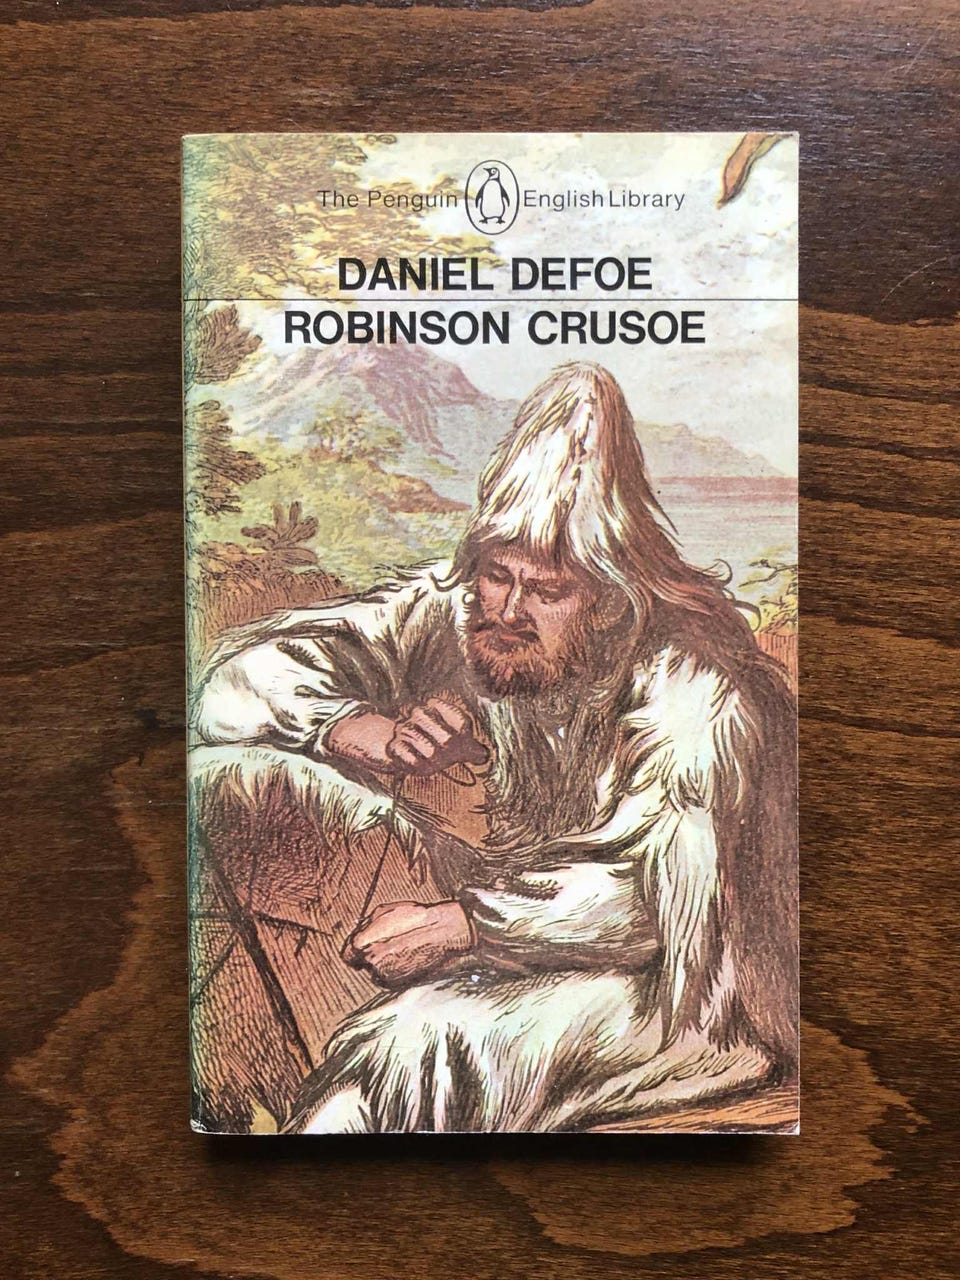 The Penguin English Library
DANIEL DEFOE
ROBINSON CRUSOE